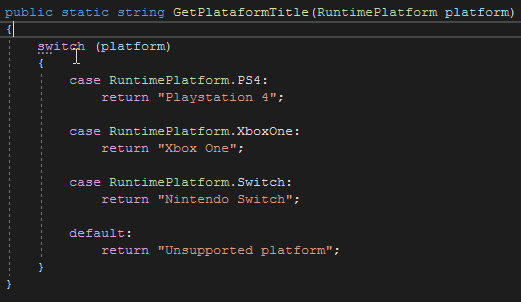 public static string GetPlataformTitle(RuntimePlatform platform)
{
switch (platform)
{
case RuntimePlatform.PS4:
return "Playstation 4";
case RuntimePlatform.XboxOne:
return "Xbox One";
case RuntimePlatform.Switch:
return "Nintendo Switch";
default:
return "Unsupported platform";
}
}